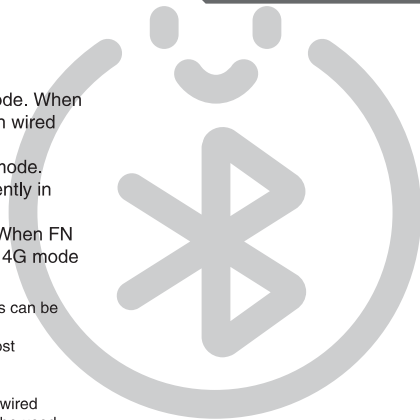 ode. When
n wired
mode.
ently in
When FN
4G mode
s can be
ost
wired